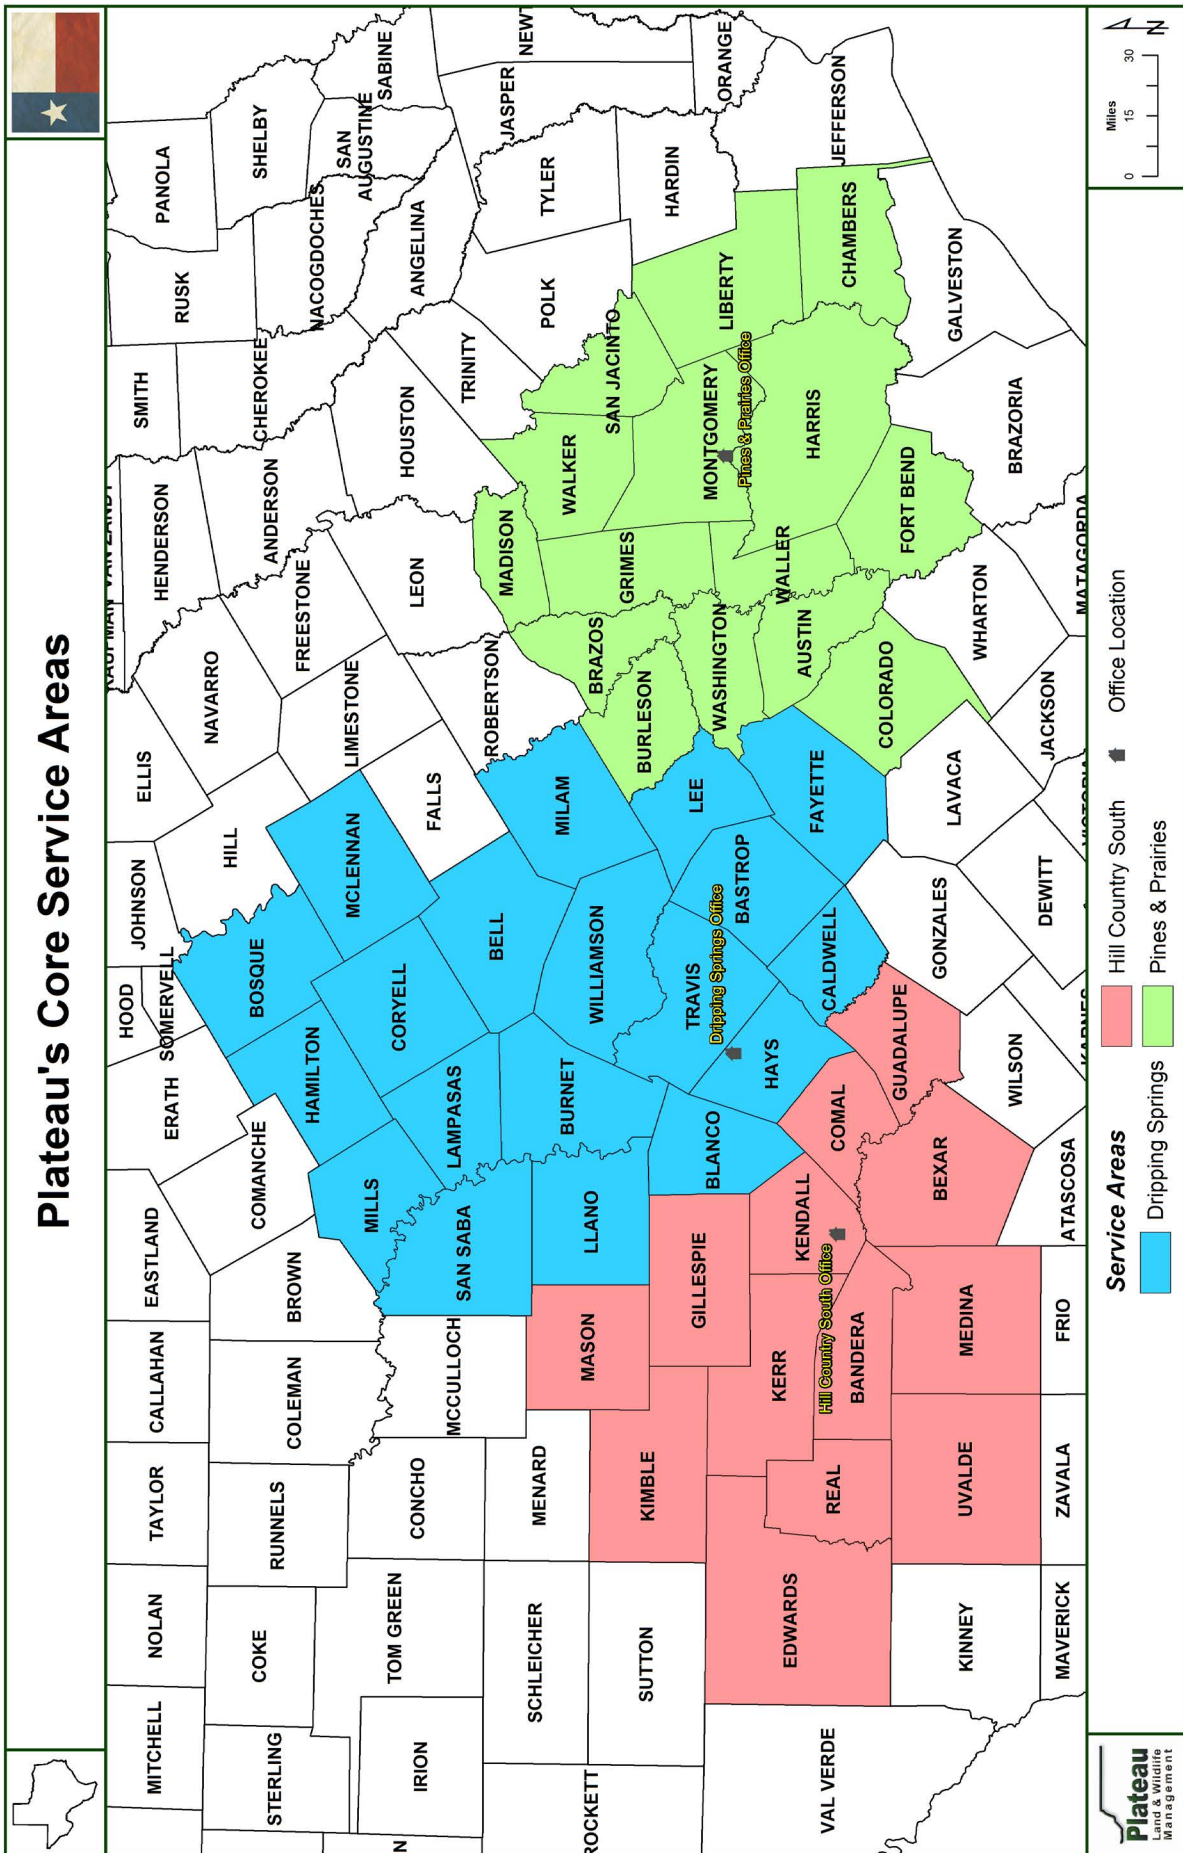 Plateau's Core Service Areas
MITCHELL
NOLAN
TAYLOR
CALLAHAN
EASTLAND
ERATH
HOOD
SOMERVELL
JOHNSON
ELLIS
HENDERSON
SMITH
RUSK
PANOLA
STERLING
COKE
RUNNELS
COLEMAN
BROWN
COMANCHE
HAMILTON
BOSQUE
HILL
NAVARRO
FREESTONE
ANDERSON
CHEROKEE
NACOGDOCHES
SHELBY
SAN
AUGUSTINE
SABINE
IRION
TOM GREEN
CONCHO
MCCULLOCH
SAN SABA
MILLS
LAMPASAS
CORYELL
MCLENNAN
LIMESTONE
FALLS
LEON
HOUSTON
TRINITY
ANGELINA
ROCKETT
SCHLEICHER
MENARD
MASON
LLANO
BURNET
BELL
WILLIAMSON
MILAM
ROBERTSON
BRAZOS
MADISON
WALKER
POLK
TYLER
JASPER
NEWT
SUTTON
KIMBLE
GILLESPIE
BLANCO
TRAVIS
Dripping Springs Office
BASTROP
LEE
BURLESON
WASHINGTON
GRIMES
MONTGOMERY
Pines & Prairies Office
SAN JACINTO
LIBERTY
HARDIN
ORANGE
VAL VERDE
EDWARDS
REAL
KERR
BANDERA
Hill Country South Office
KENDALL
COMAL
HAYS
CALDWELL
FAYETTE
COLORADO
AUSTIN
WALLER
HARRIS
CHAMBERS
JEFFERSON
KINNEY
UVALDE
MEDINA
BEXAR
GUADALUPE
GONZALES
LAVACA
WHARTON
FORT BEND
BRAZORIA
GALVESTON
MAVERICK
ZAVALA
FRIO
ATASCOSA
WILSON
DEWITT
JACKSON
MATAGORDA
Plateau
Land & Wildlife
Management
Service Areas
Dripping Springs
Hill Country South
Pines & Prairies
Office Location
Miles
0 15 30
N